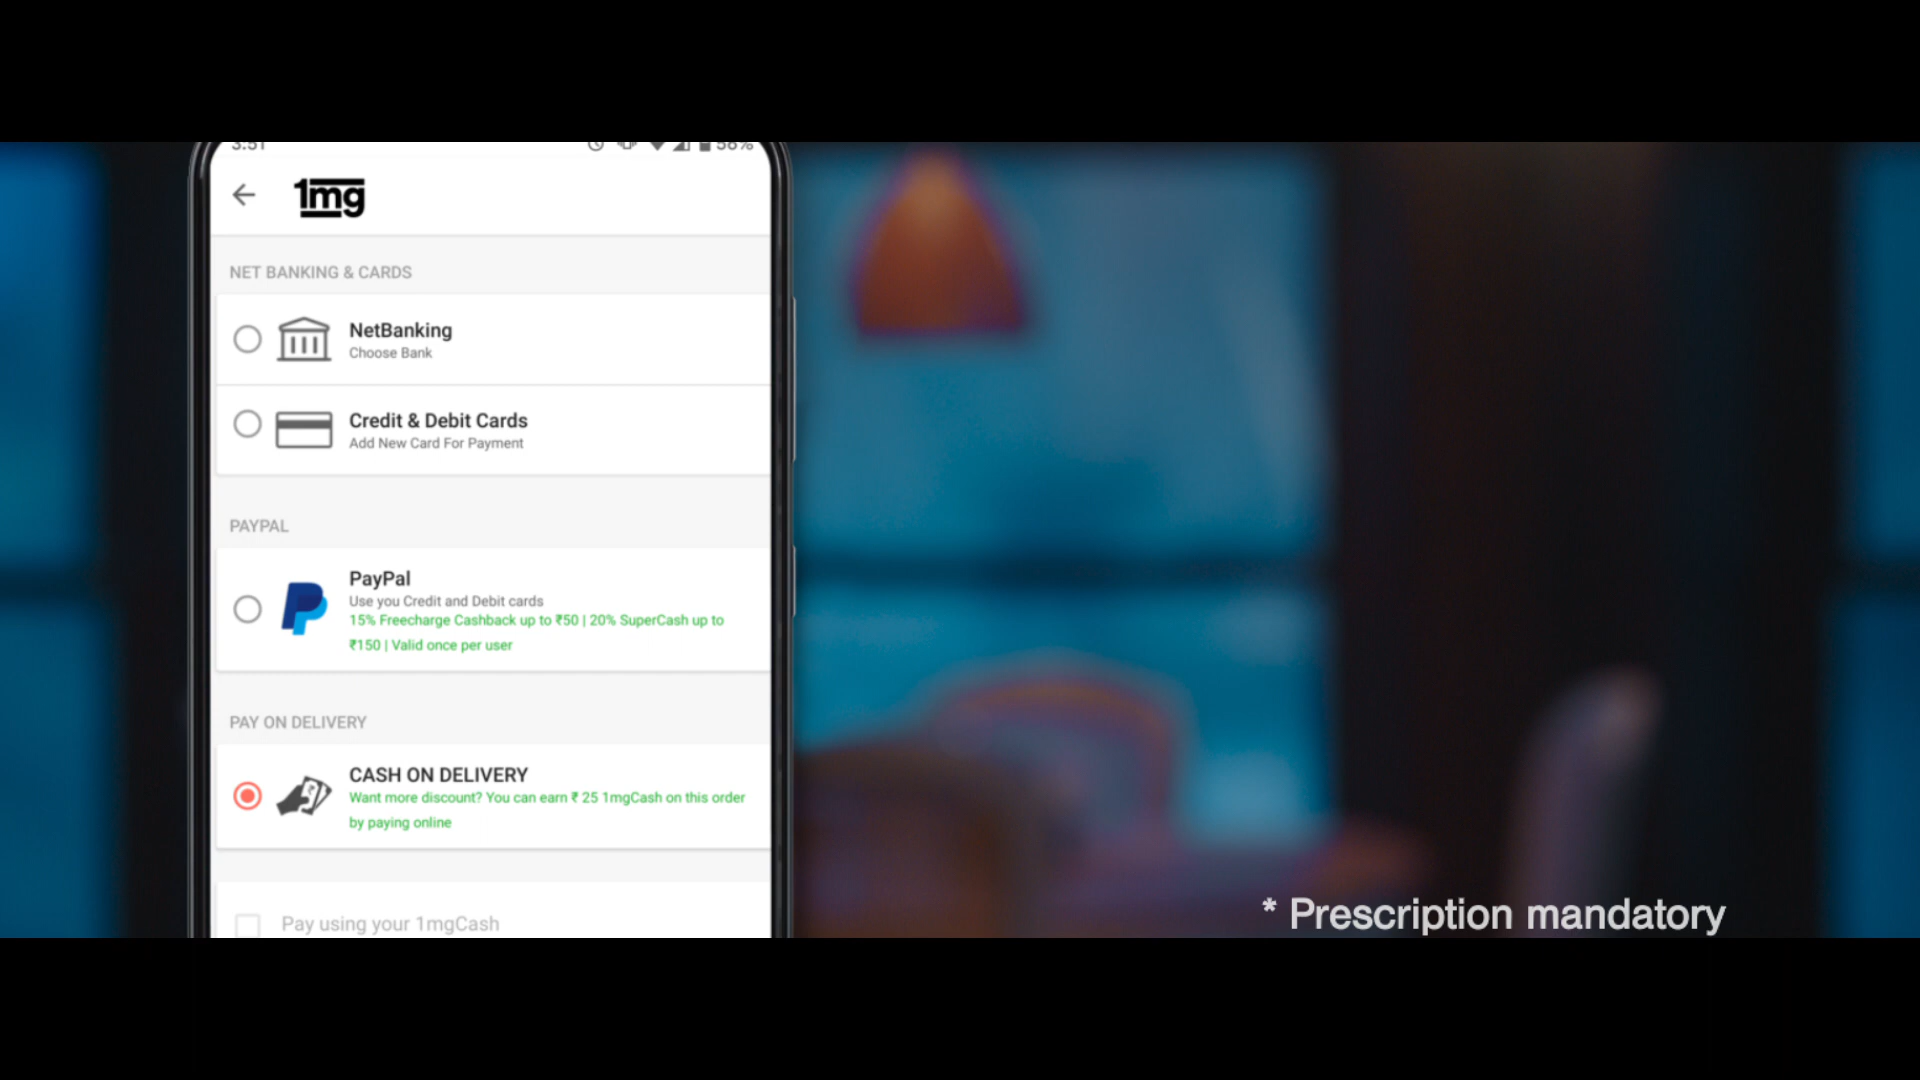 3:51
56%
1mg
NET BANKING & CARDS
NetBanking
Choose Bank
Credit & Debit Cards
Add New Card For Payment
PAYPAL
PayPal
Use you Credit and Debit cards
15% Freecharge Cashback up to ₹50 | 20% SuperCash up to
₹150 | Valid once per user
PAY ON DELIVERY
CASH ON DELIVERY
Want more discount? You can earn ₹ 25 1mgCash on this order
by paying online
Pay using your 1mgCash
* Prescription mandatory